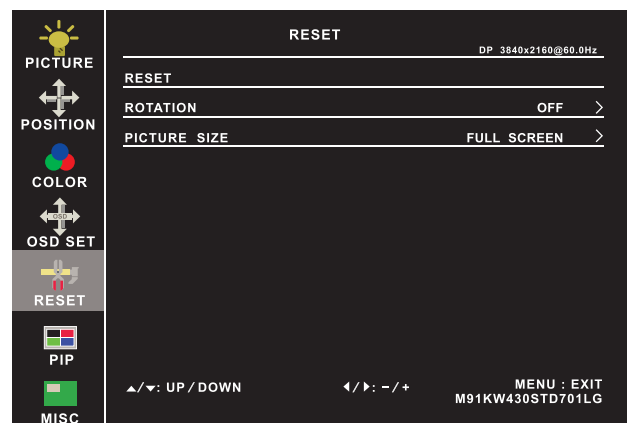 PICTURE
POSITION
COLOR
OSD
OSD SET
RESET
PIP
MISC
RESET
DP 3840x2160@60.0Hz
RESET
ROTATION OFF >
PICTURE SIZE FULL SCREEN >
▲/▼: UP/DOWN ◀/▶: -/+ MENU : EXIT
M91KW430STD701LG